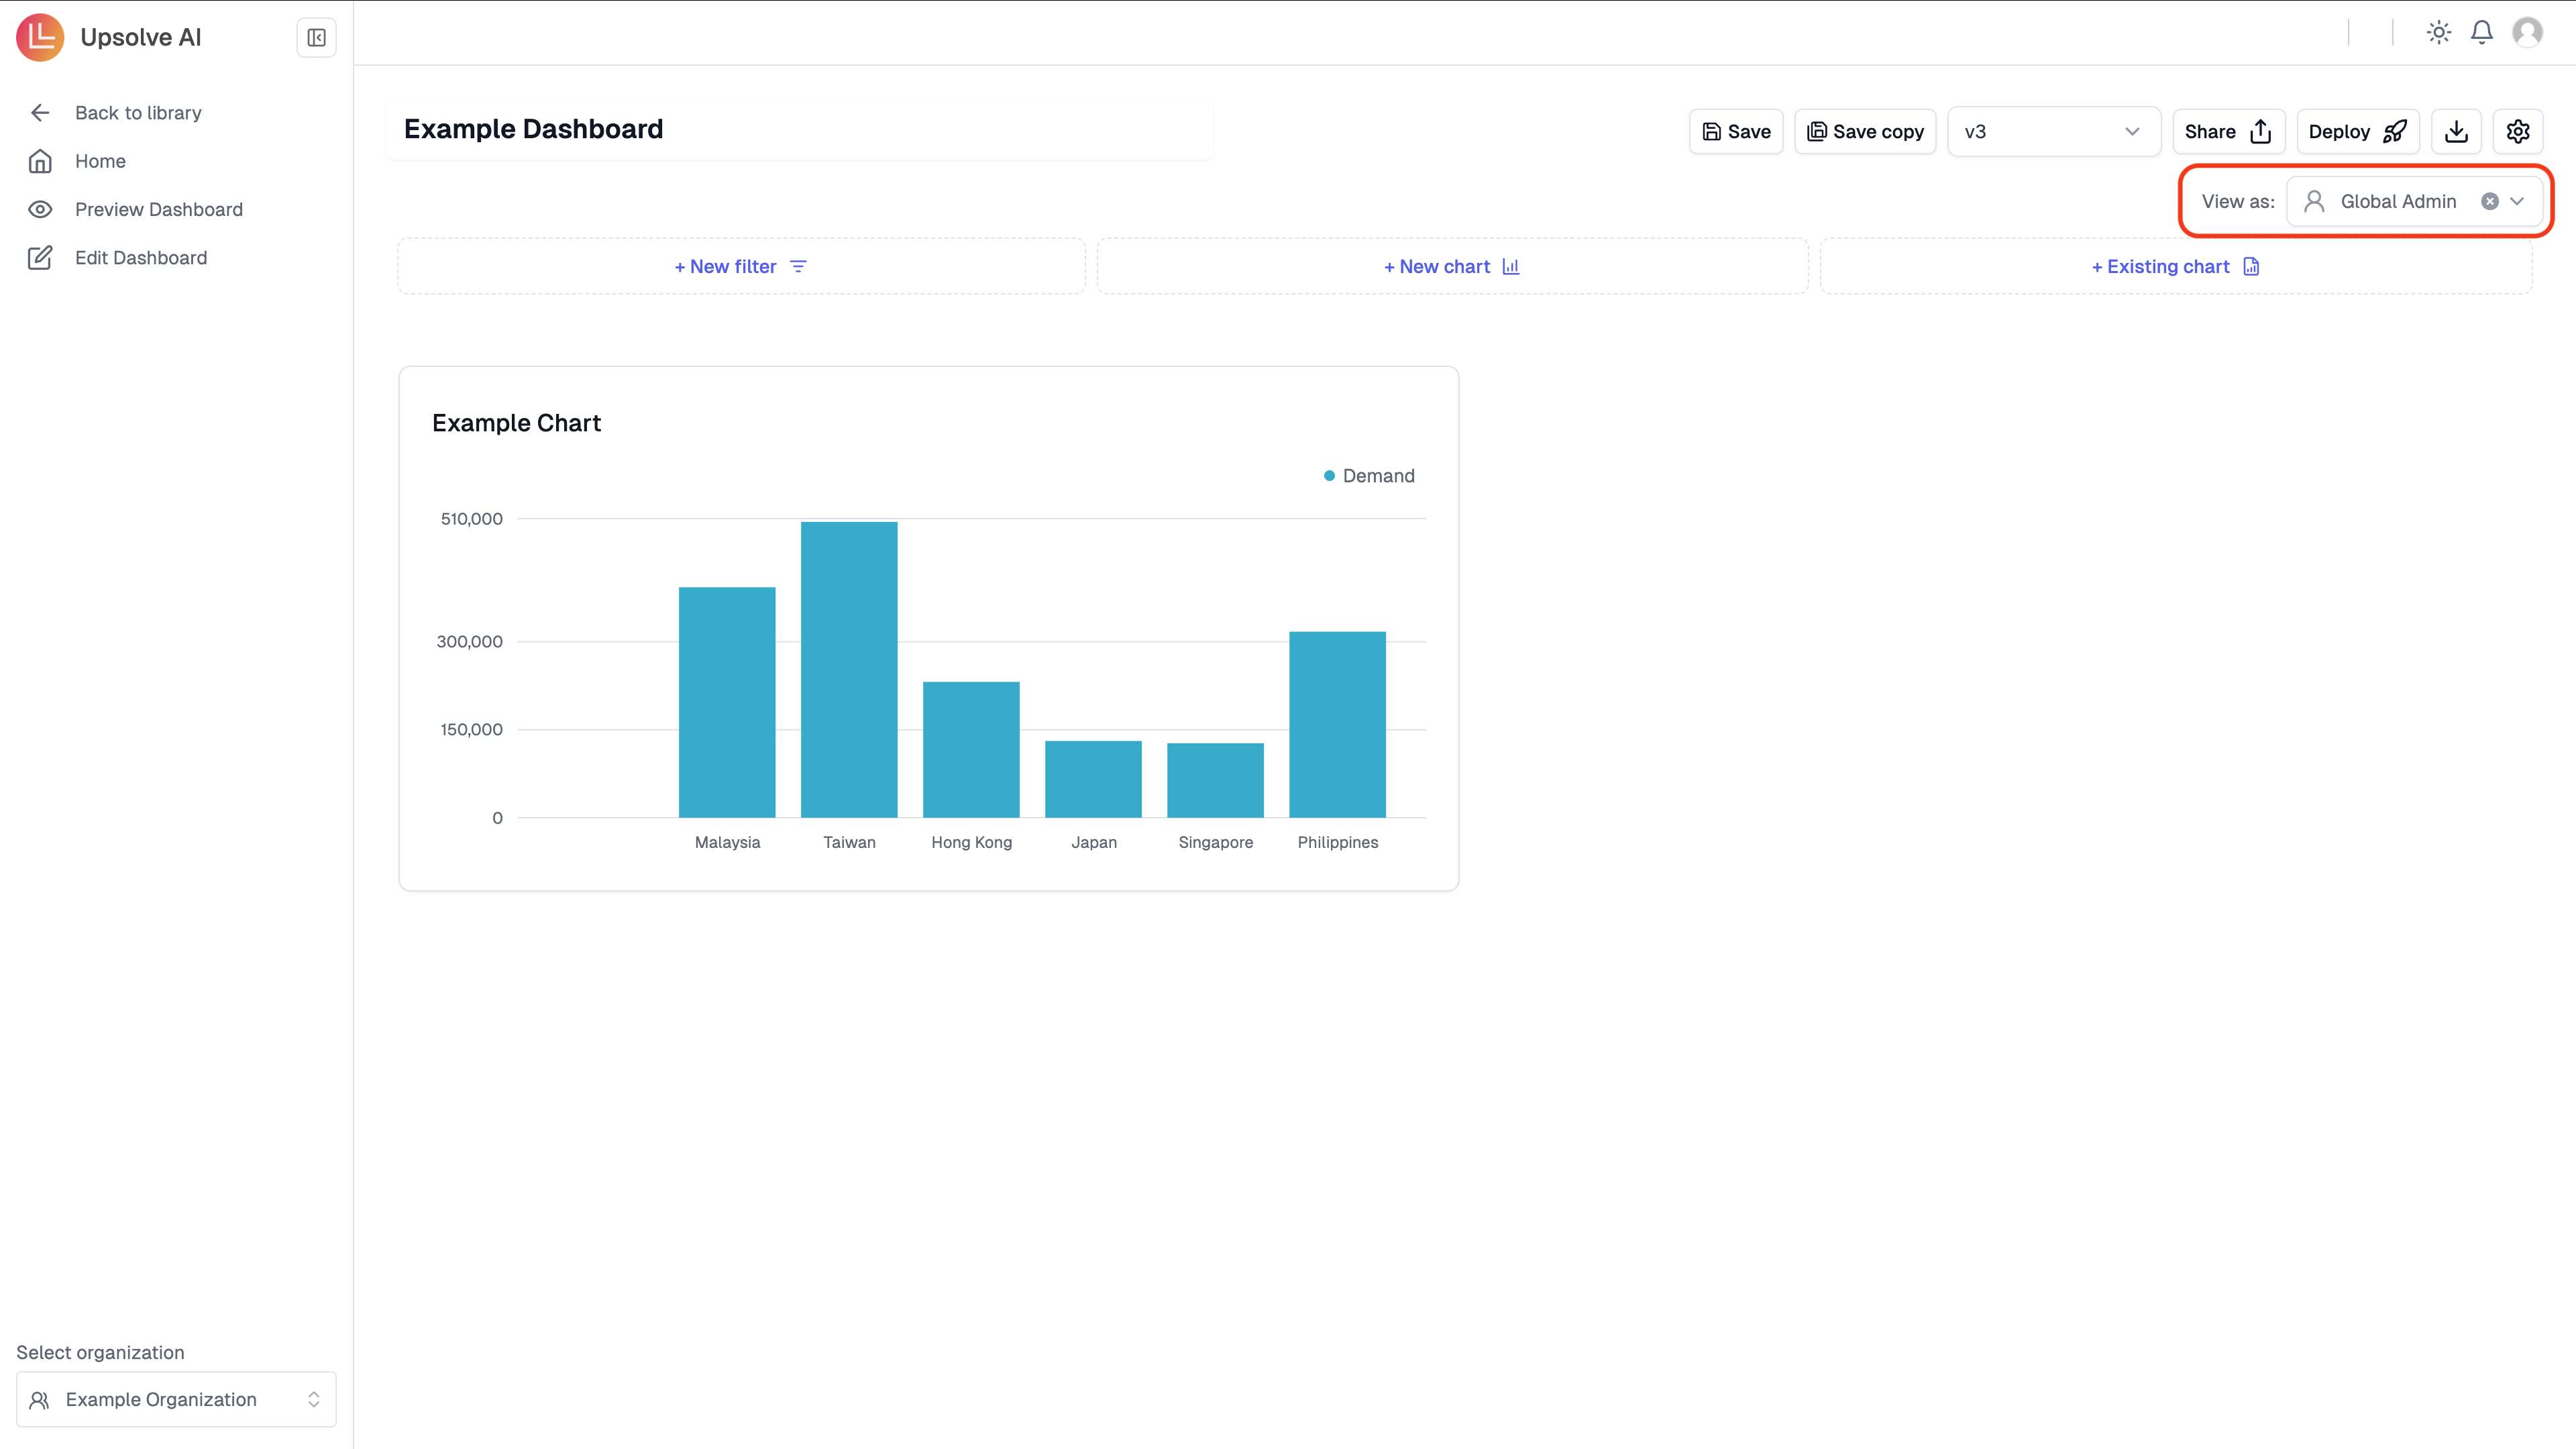 Upsolve AI
Back to library
Home
Preview Dashboard
Edit Dashboard
Example Dashboard
Save
Save copy
v3
Share
Deploy
View as: Global Admin
+ New filter
+ New chart
+ Existing chart
Example Chart
Demand
510,000
300,000
150,000
0
Malaysia Taiwan Hong Kong Japan Singapore Philippines
Select organization
Example Organization